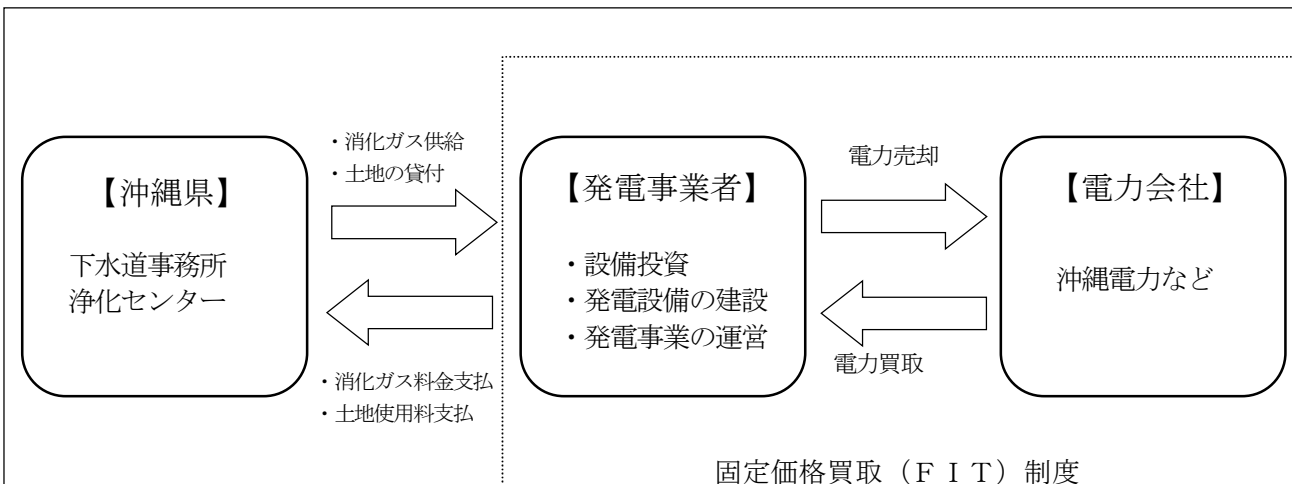 ・消化ガス供給
・土地の貸付
【沖縄県】
下水道事務所
浄化センター
・消化ガス料金支払
・土地使用料支払
【発電事業者】
・設備投資
・発電設備の建設
・発電事業の運営
電力売却
電力買取
【電力会社】
沖縄電力など
固定価格買取（ＦＩＴ）制度